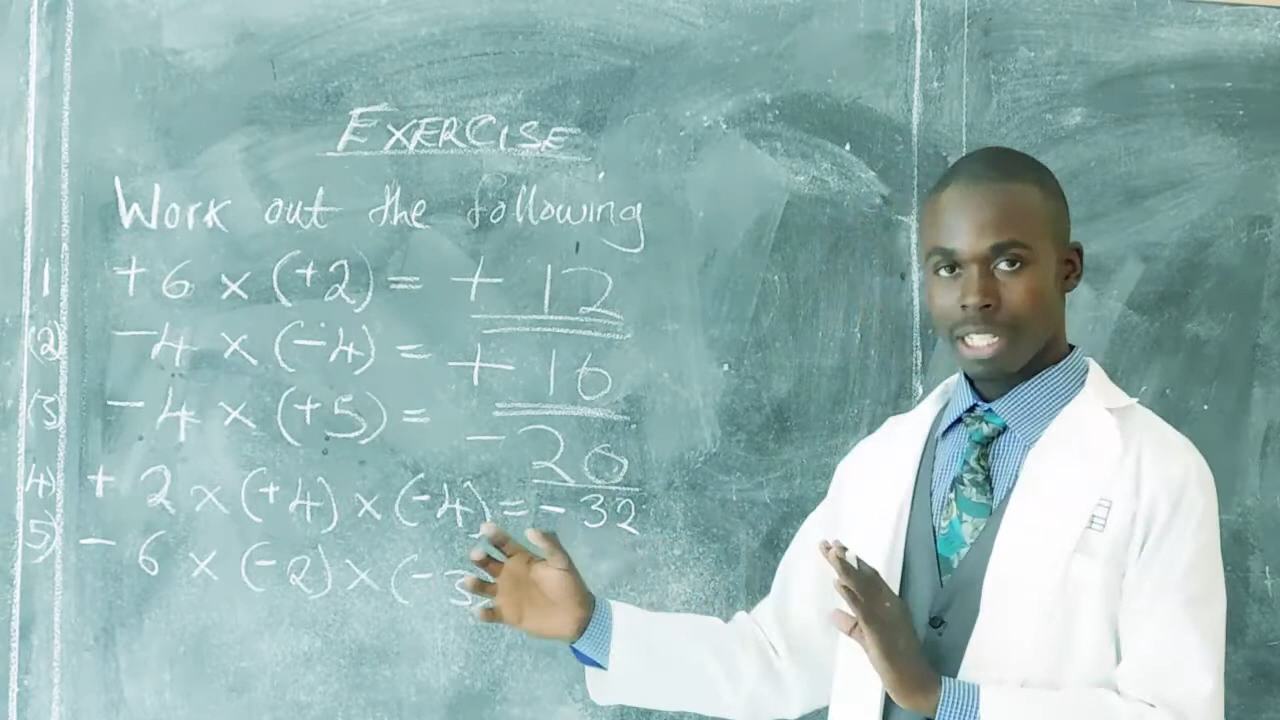 EXERCISE
Work out the following
1 +6 × (+2) = +12
(2) -4 × (-4) = +16
(3) -4 × (+5) = -20
4) +2 × (+4) × (-4) = -32
5) -6 × (-2) × (-3